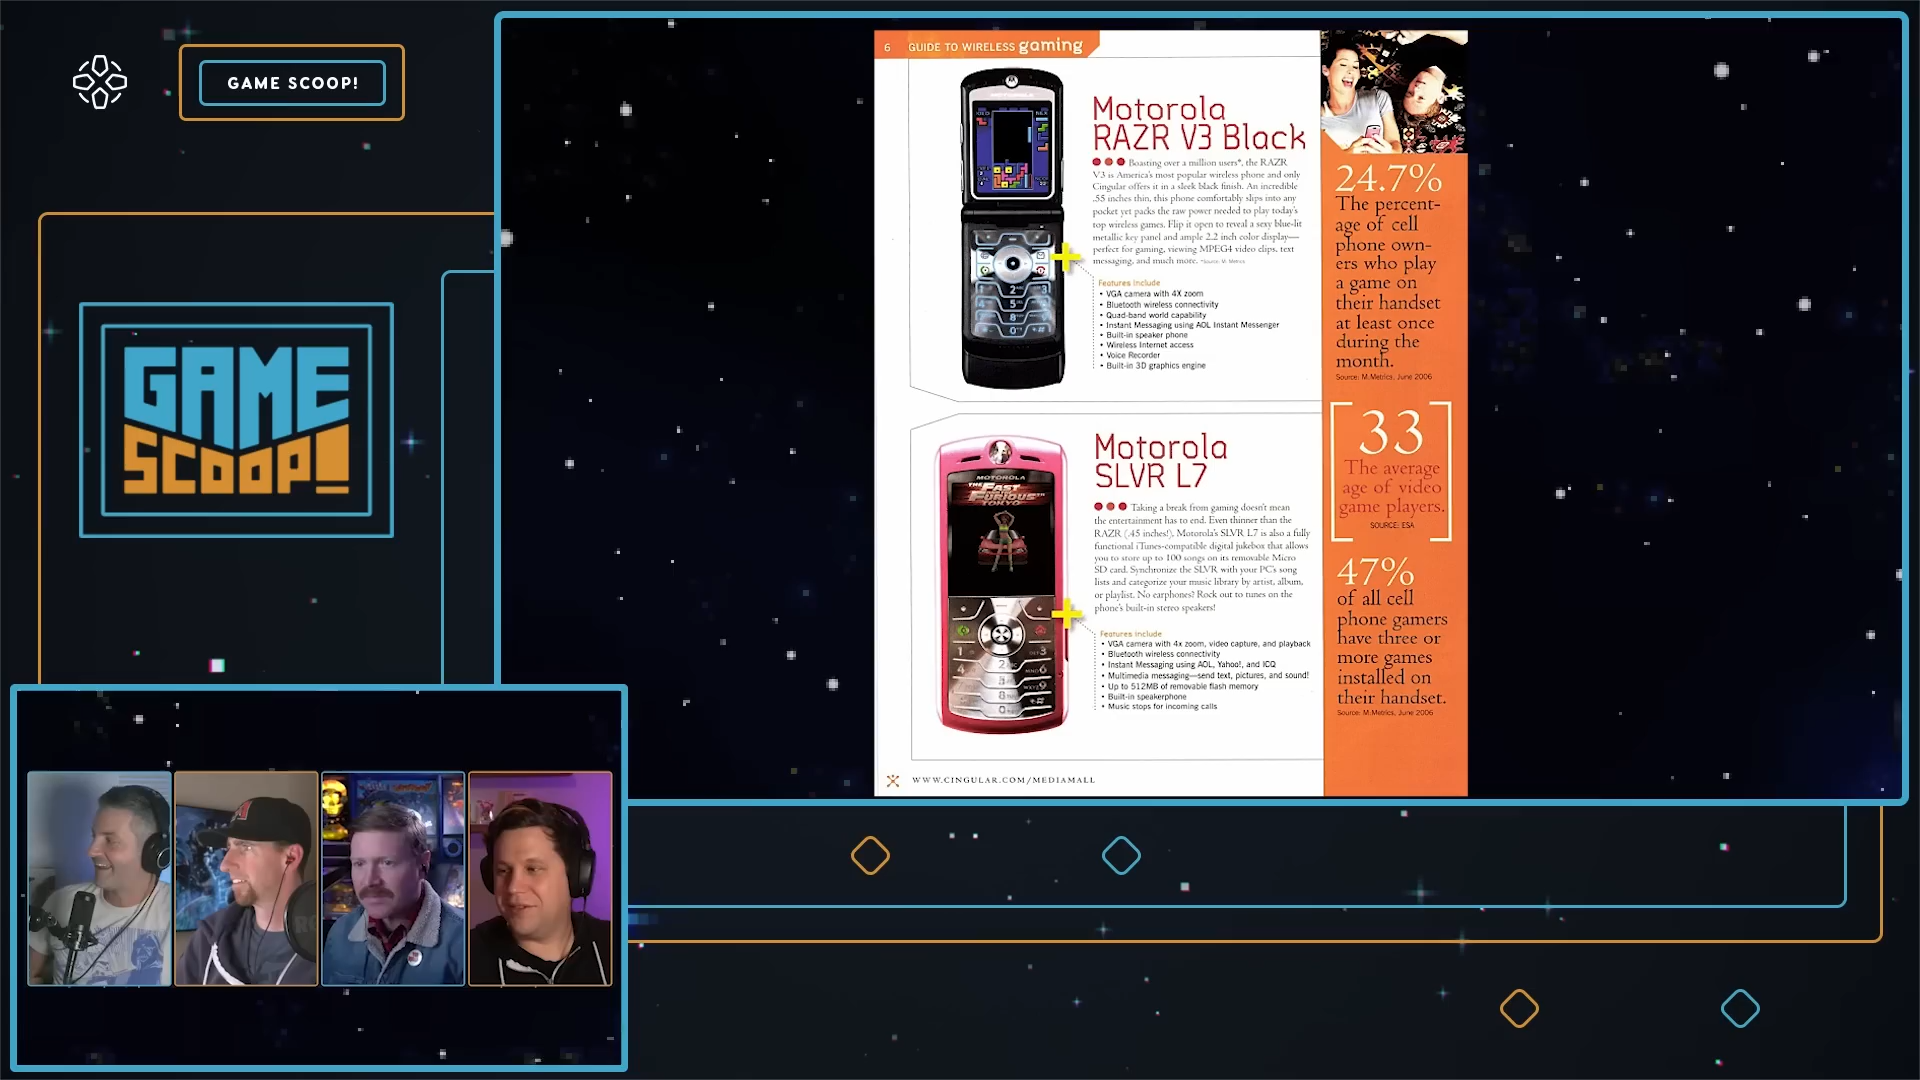 GAME SCOOP!
GAME
SCOOP!
6 GUIDE TO WIRELESS gaming
Motorola
RAZR V3 Black
Boasting over a million users*, the RAZR
V3 is America's most popular wireless phone and only
Cingular offers it in a sleek black finish. An incredible
.55 inches thin, this phone comfortably slips into any
pocket yet packs the raw power needed to play today's
top wireless games. Flip it open to reveal a sexy blue-lit
metallic key panel and ample 2.2 inch color display—
perfect for gaming, viewing MPEG4 video clips, text
messaging, and much more. *Source: M: Metrics
Features include
• VGA camera with 4X zoom
• Bluetooth wireless connectivity
• Quad-band world capability
• Instant Messaging using AOL Instant Messenger
• Built-in speaker phone
• Wireless Internet access
• Voice Recorder
• Built-in 3D graphics engine
MOTOROLA
THE FAST
FURIOUS
TOKYO
Motorola
SLVR L7
Taking a break from gaming doesn't mean
the entertainment has to end. Even thinner than the
RAZR (.45 inches!), Motorola's SLVR L7 is also a fully
functional iTunes-compatible digital jukebox that allows
you to store up to 100 songs on its removable Micro
SD card. Synchronize the SLVR with your PC's song
lists and categorize your music library by artist, album,
or playlist. No earphones? Rock out to tunes on the
phone's built-in stereo speakers!
Features include
• VGA camera with 4x zoom, video capture, and playback
• Bluetooth wireless connectivity
• Instant Messaging using AOL, Yahoo!, and ICQ
• Multimedia messaging—send text, pictures, and sound!
• Up to 512MB of removable flash memory
• Built-in speakerphone
• Music stops for incoming calls
WWW.CINGULAR.COM/MEDIAMALL
24.7%
The percent-
age of cell
phone own-
ers who play
a game on
their handset
at least once
during the
month.
Source: M:Metrics, June 2006
33
The average
age of video
game players.
SOURCE: ESA
47%
of all cell
phone gamers
have three or
more games
installed on
their handset.
Source: M:Metrics, June 2006